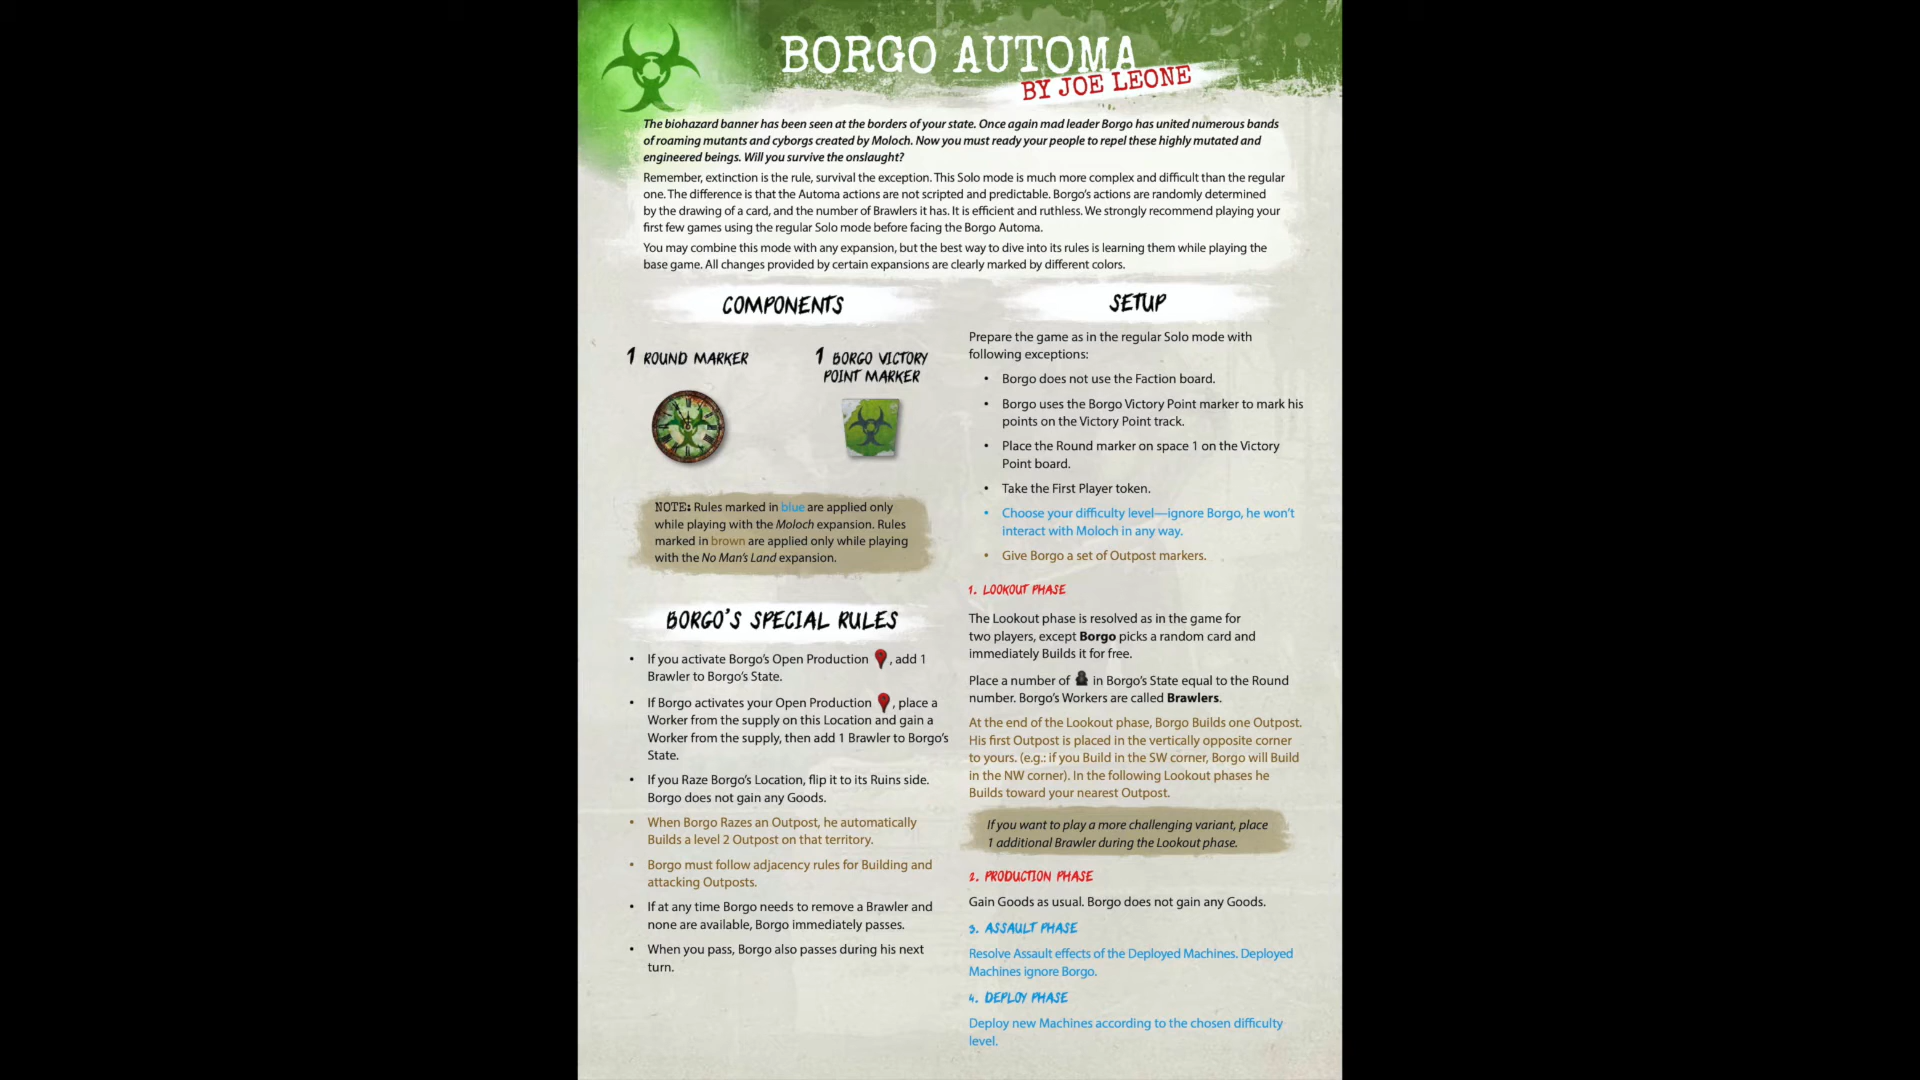 BORGO AUTOMA
BY JOE LEONE
The biohazard banner has been seen at the borders of your state. Once again mad leader Borgo has united numerous bands
of roaming mutants and cyborgs created by Moloch. Now you must ready your people to repel these highly mutated and
engineered beings. Will you survive the onslaught?
Remember, extinction is the rule, survival the exception. This Solo mode is much more complex and difficult than the regular
one. The difference is that the Automa actions are not scripted and predictable. Borgo's actions are randomly determined
by the drawing of a card, and the number of Brawlers it has. It is efficient and ruthless. We strongly recommend playing your
first few games using the regular Solo mode before facing the Borgo Automa.
You may combine this mode with any expansion, but the best way to dive into its rules is learning them while playing the
base game. All changes provided by certain expansions are clearly marked by different colors.
COMPONENTS
1 ROUND MARKER
1 BORGO VICTORY
POINT MARKER
NOTE: Rules marked in blue are applied only
while playing with the Moloch expansion. Rules
marked in brown are applied only while playing
with the No Man's Land expansion.
BORGO'S SPECIAL RULES
• If you activate Borgo's Open Production , add 1
Brawler to Borgo's State.
• If Borgo activates your Open Production , place a
Worker from the supply on this Location and gain a
Worker from the supply, then add 1 Brawler to Borgo's
State.
• If you Raze Borgo's Location, flip it to its Ruins side.
Borgo does not gain any Goods.
• When Borgo Razes an Outpost, he automatically
Builds a level 2 Outpost on that territory.
• Borgo must follow adjacency rules for Building and
attacking Outposts.
• If at any time Borgo needs to remove a Brawler and
none are available, Borgo immediately passes.
• When you pass, Borgo also passes during his next
turn.
SETUP
Prepare the game as in the regular Solo mode with
following exceptions:
• Borgo does not use the Faction board.
• Borgo uses the Borgo Victory Point marker to mark his
points on the Victory Point track.
• Place the Round marker on space 1 on the Victory
Point board.
• Take the First Player token.
• Choose your difficulty level—ignore Borgo, he won't
interact with Moloch in any way.
• Give Borgo a set of Outpost markers.
1. LOOKOUT PHASE
The Lookout phase is resolved as in the game for
two players, except Borgo picks a random card and
immediately Builds it for free.
Place a number of in Borgo's State equal to the Round
number. Borgo's Workers are called Brawlers.
At the end of the Lookout phase, Borgo Builds one Outpost.
His first Outpost is placed in the vertically opposite corner
to yours. (e.g.: if you Build in the SW corner, Borgo will Build
in the NW corner). In the following Lookout phases he
Builds toward your nearest Outpost.
If you want to play a more challenging variant, place
1 additional Brawler during the Lookout phase.
2. PRODUCTION PHASE
Gain Goods as usual. Borgo does not gain any Goods.
3. ASSAULT PHASE
Resolve Assault effects of the Deployed Machines. Deployed
Machines ignore Borgo.
4. DEPLOY PHASE
Deploy new Machines according to the chosen difficulty
level.